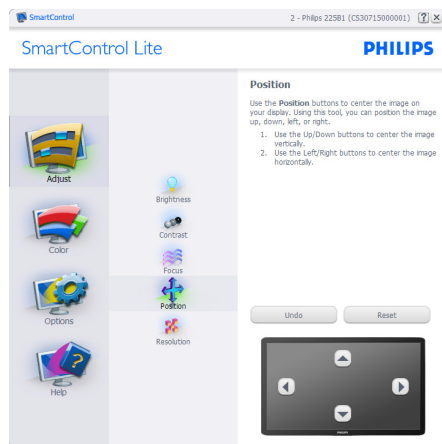 SmartControl
2 - Philips 225B1 (CS30715000001)
SmartControl Lite
PHILIPS
Position
Use the Position buttons to center the image on
your display. Using this tool, you can position the image
up, down, left, or right.
1. Use the Up/Down buttons to center the image
vertically.
2. Use the Left/Right buttons to center the image
horizontally.
Adjust
Color
Options
Help
Brightness
Contrast
Focus
Position
Resolution
Undo
Reset
PHILIPS